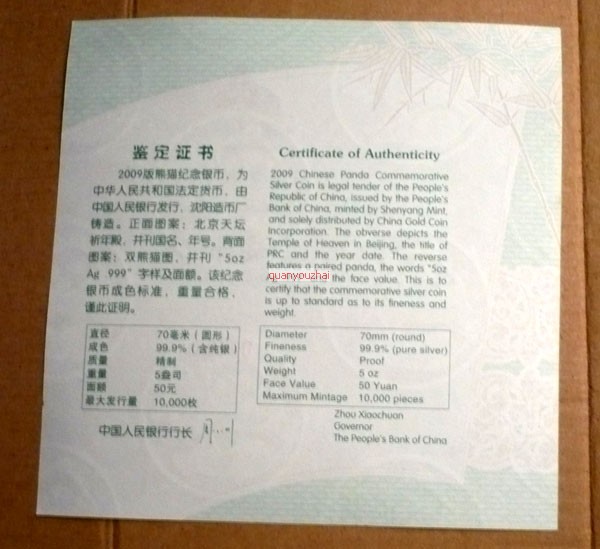 鉴定证书
2009版熊猫纪念银币，为
中华人民共和国法定货币，由
中国人民银行发行，沈阳造币厂
铸造。正面图案：北京天坛
祈年殿，并刊国名、年号。背面
图案：双熊猫图，并刊“5oz
Ag .999”字样及面额。该纪念
银币成色标准，重量合格，
谨此证明。
直径 70毫米（圆形）
成色 99.9%（含纯银）
质量 精制
重量 5盎司
面额 50元
最大发行量 10,000枚
中国人民银行行长
Certificate of Authenticity
2009 Chinese Panda Commemorative
Silver Coin is legal tender of the People's
Republic of China, issued by the People's
Bank of China, minted by Shenyang Mint,
and solely distributed by China Gold Coin
Incorporation. The obverse depicts the
Temple of Heaven in Beijing, the title of
PRC and the year date. The reverse
features a paired panda, the words "5oz
quanyouzhai
the face value. This is to
certify that the commemorative silver coin
is up to standard as to its fineness and
weight.
Diameter 70mm (round)
Fineness 99.9% (pure silver)
Quality Proof
Weight 5 oz
Face Value 50 Yuan
Maximum Mintage 10,000 pieces
Zhou Xiaochuan
Governor
The People's Bank of China